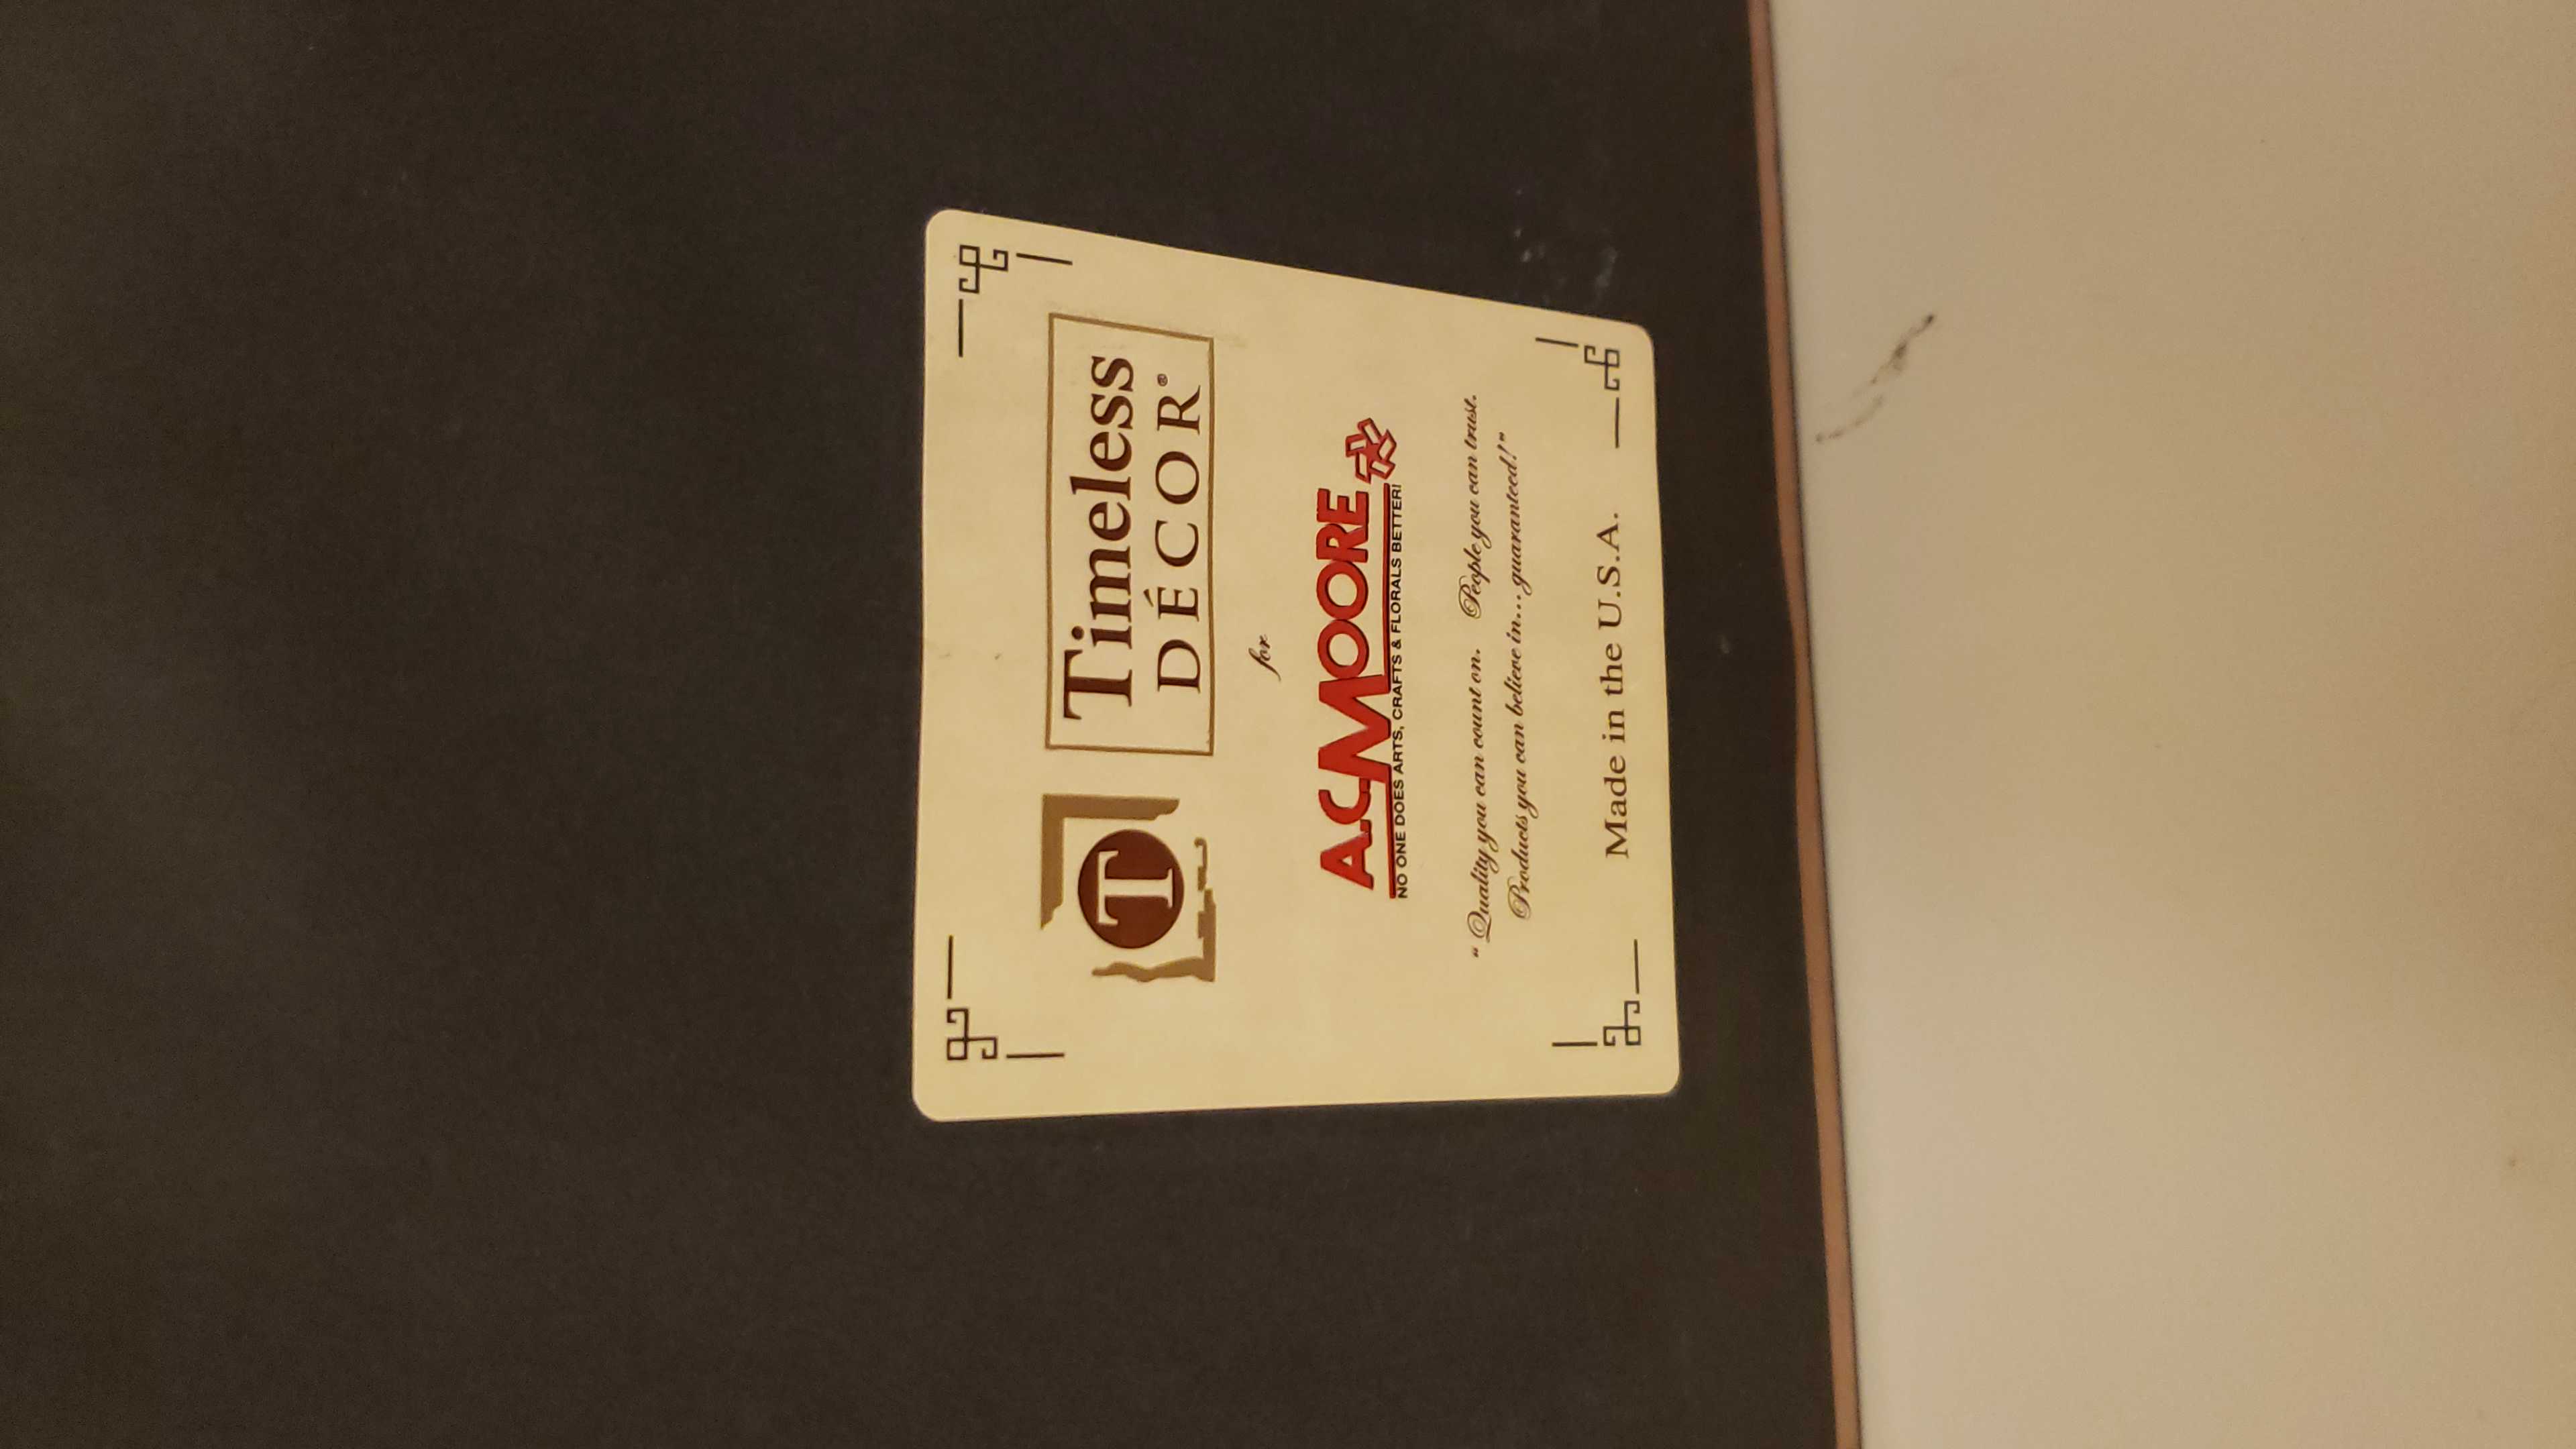 T
Timeless
DÉCOR®
for
A.C.MOORE
NO ONE DOES ARTS, CRAFTS & FLORALS BETTER!
“Quality you can count on. People you can trust.
Products you can believe in...guaranteed!”
Made in the U.S.A.